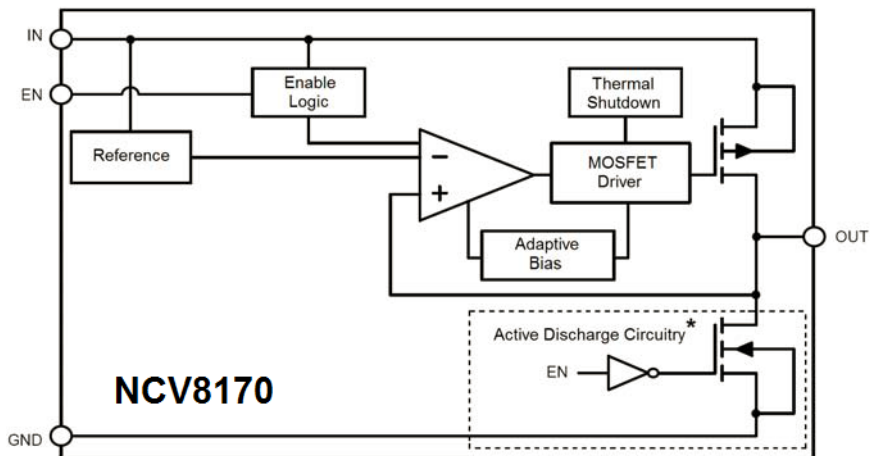 IN
EN
Enable
Logic
Thermal
Shutdown
Reference
−
+
MOSFET
Driver
Adaptive
Bias
OUT
Active Discharge Circuitry*
EN
NCV8170
GND